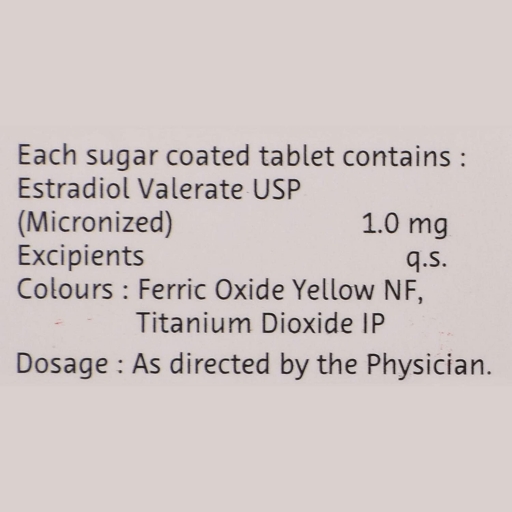 Each sugar coated tablet contains :
Estradiol Valerate USP
(Micronized) 1.0 mg
Excipients q.s.
Colours : Ferric Oxide Yellow NF,
Titanium Dioxide IP
Dosage : As directed by the Physician.